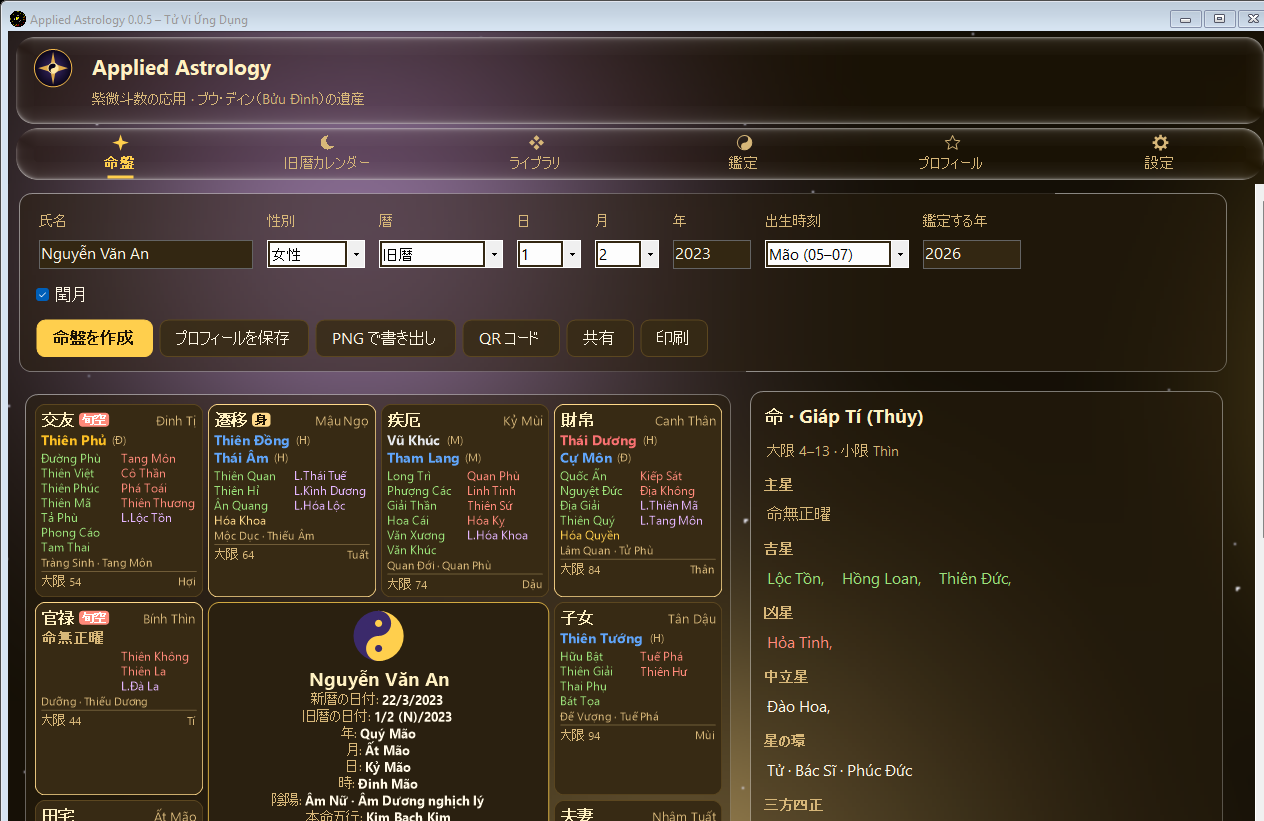 Applied Astrology 0.0.5 – Tử Vi Ứng Dụng
Applied Astrology
紫微斗数の応用 · ブウ・ディン（Bửu Đình）の遺産
命盤
旧暦カレンダー
ライブラリ
鑑定
プロフィール
設定
氏名 性別 暦 日 月 年 出生時刻 鑑定する年
Nguyễn Văn An 女性 旧暦 1 2 2023 Mão (05–07) 2026
閏月
命盤を作成 プロフィールを保存 PNG で書き出し QR コード 共有 印刷
交友 旬空 Đinh Tị
Thiên Phủ (Đ)
Đường Phù Tang Môn
Thiên Việt Cô Thần
Thiên Phúc Phá Toái
Thiên Mã Thiên Thương
Tả Phù L.Lộc Tồn
Phong Cáo
Tam Thai
Tràng Sinh · Tang Môn
大限 54 Hợi
遷移 身 Mậu Ngọ
Thiên Đồng (H)
Thái Âm (H)
Thiên Quan L.Thái Tuế
Thiên Hỉ L.Kình Dương
Ân Quang L.Hóa Lộc
Hóa Khoa
Mộc Dục · Thiếu Âm
大限 64 Tuất
疾厄 Kỷ Mùi
Vũ Khúc (M)
Tham Lang (M)
Long Trì Quan Phù
Phượng Các Linh Tinh
Giải Thần Thiên Sứ
Hoa Cái Hóa Kỵ
Văn Xương L.Hóa Khoa
Văn Khúc
Quan Đới · Quan Phù
大限 74 Dậu
財帛 Canh Thân
Thái Dương (H)
Cự Môn (Đ)
Quốc Ấn Kiếp Sát
Nguyệt Đức Địa Không
Địa Giải L.Thiên Mã
Thiên Quý L.Tang Môn
Hóa Quyền
Lâm Quan · Tử Phù
大限 84 Thân
官禄 旬空 Bính Thìn
命無正曜
Thiên Không
Thiên La
L.Đà La
Dưỡng · Thiếu Dương
大限 44 Tí
Nguyễn Văn An
新暦の日付: 22/3/2023
旧暦の日付: 1/2 (N)/2023
年: Quý Mão
月: Ất Mão
日: Kỷ Mão
時: Đinh Mão
陰陽: Âm Nữ · Âm Dương nghịch lý
本命五行: Kim Bạch Kim
子女 Tân Dậu
Thiên Tướng (H)
Hữu Bật Tuế Phá
Thiên Giải Thiên Hư
Thai Phụ
Bát Tọa
Đế Vượng · Tuế Phá
大限 94 Mùi
田宅 Ất Mão
夫妻 Nhâm Tuất
命 · Giáp Tí (Thủy)
大限 4–13 · 小限 Thìn
主星
命無正曜
吉星
Lộc Tồn, Hồng Loan, Thiên Đức,
凶星
Hỏa Tinh,
中立星
Đào Hoa,
星の環
Tử · Bác Sĩ · Phúc Đức
三方四正